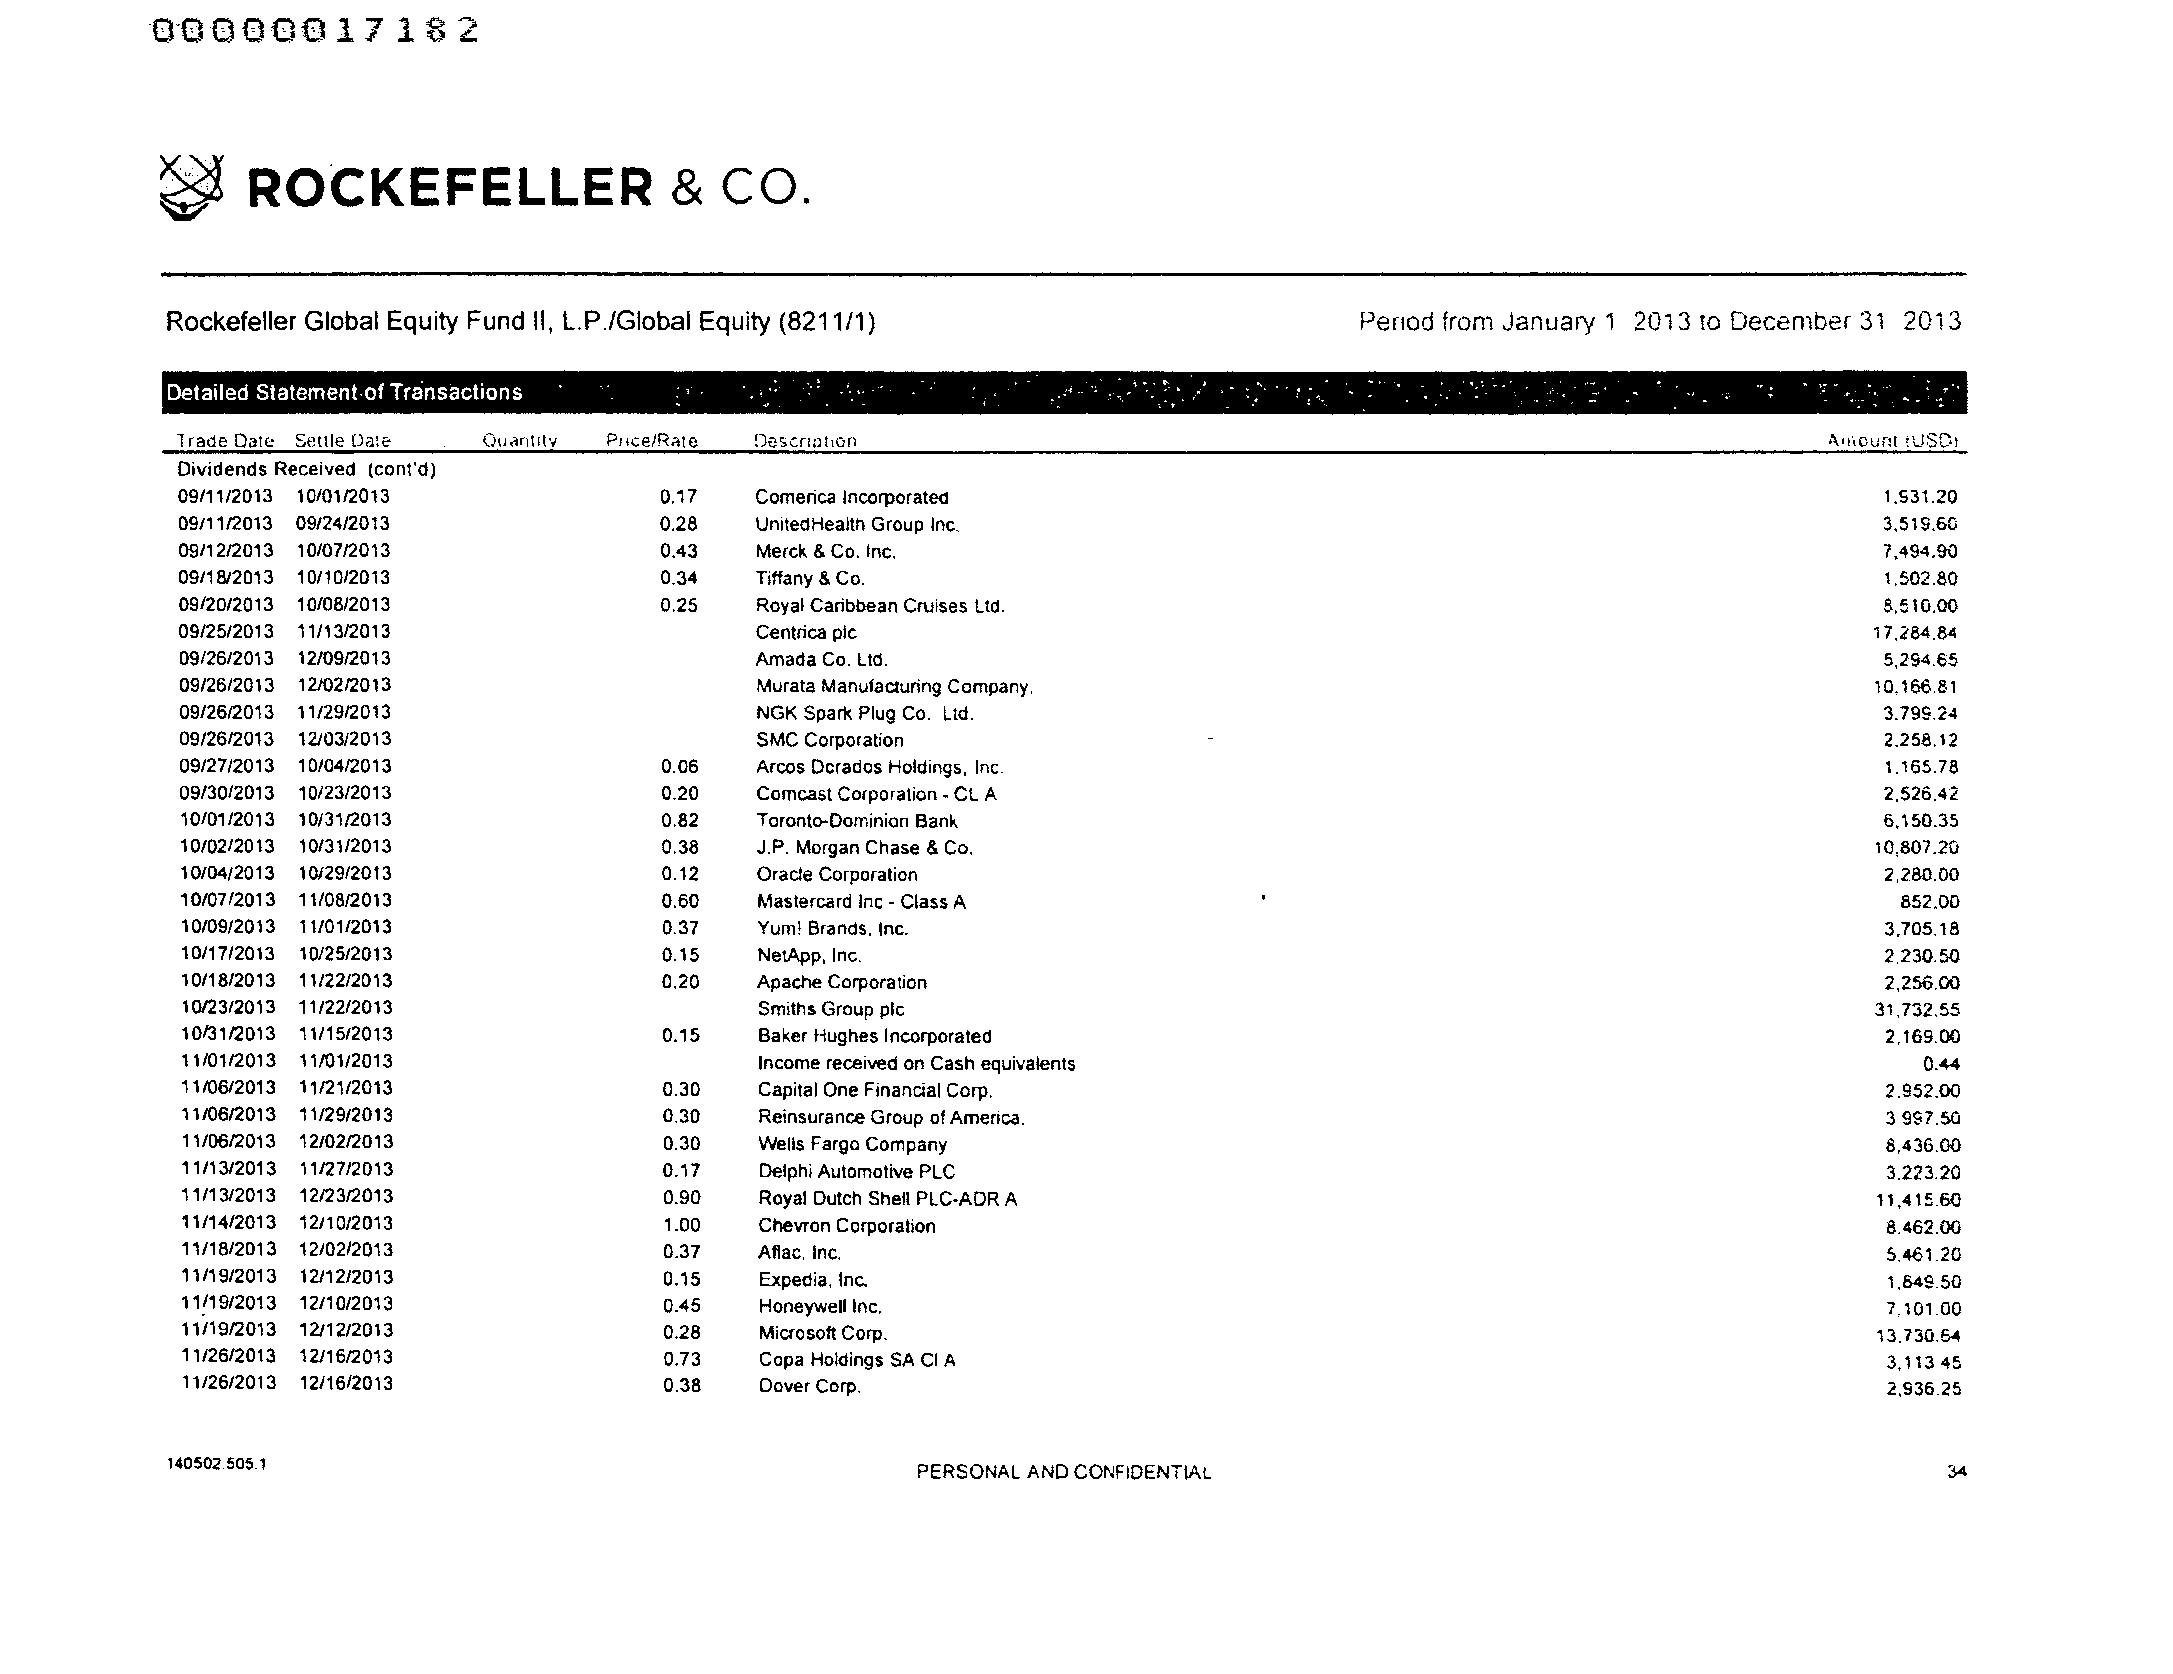 00000017182
ROCKEFELLER & CO.
Rockefeller Global Equity Fund II, L.P./Global Equity (8211/1) Period from January 1 2013 to December 31 2013
Detailed Statement of Transactions
Trade Date Settle Date Quantity Price/Rate Description Amount (USD)
Dividends Received (cont'd)
09/11/2013 10/01/2013 0.17 Comerica Incorporated 1,931.20
09/11/2013 09/24/2013 0.28 UnitedHealth Group Inc. 3,519.60
09/12/2013 10/07/2013 0.43 Merck & Co. Inc. 7,494.90
09/18/2013 10/10/2013 0.34 Tiffany & Co. 1,502.80
09/20/2013 10/08/2013 0.25 Royal Caribbean Cruises Ltd. 8,510.00
09/25/2013 11/13/2013 Centrica plc 17,284.84
09/26/2013 12/09/2013 Amada Co. Ltd. 5,294.65
09/26/2013 12/02/2013 Murata Manufacturing Company, 10,166.81
09/26/2013 11/29/2013 NGK Spark Plug Co. Ltd. 3,799.24
09/26/2013 12/03/2013 SMC Corporation 2,258.12
09/27/2013 10/04/2013 0.06 Arcos Dorados Holdings, Inc. 1,165.78
09/30/2013 10/23/2013 0.20 Comcast Corporation - CL A 2,526.42
10/01/2013 10/31/2013 0.82 Toronto-Dominion Bank 6,150.35
10/02/2013 10/31/2013 0.38 J.P. Morgan Chase & Co. 10,807.20
10/04/2013 10/29/2013 0.12 Oracle Corporation 2,280.00
10/07/2013 11/08/2013 0.60 Mastercard Inc - Class A 852.00
10/09/2013 11/01/2013 0.37 Yum! Brands, Inc. 3,705.18
10/17/2013 10/25/2013 0.15 NetApp, Inc. 2,230.50
10/18/2013 11/22/2013 0.20 Apache Corporation 2,256.00
10/23/2013 11/22/2013 Smiths Group plc 31,732.55
10/31/2013 11/15/2013 0.15 Baker Hughes Incorporated 2,169.00
11/01/2013 11/01/2013 Income received on Cash equivalents 0.44
11/06/2013 11/21/2013 0.30 Capital One Financial Corp. 2,952.00
11/06/2013 11/29/2013 0.30 Reinsurance Group of America, 3 997.50
11/06/2013 12/02/2013 0.30 Wells Fargo Company 8,436.00
11/13/2013 11/27/2013 0.17 Delphi Automotive PLC 3,223.20
11/13/2013 12/23/2013 0.90 Royal Dutch Shell PLC-ADR A 11,415.60
11/14/2013 12/10/2013 1.00 Chevron Corporation 8,462.00
11/18/2013 12/02/2013 0.37 Aflac, Inc. 5,461.20
11/19/2013 12/12/2013 0.15 Expedia, Inc. 1,649.50
11/19/2013 12/10/2013 0.45 Honeywell Inc. 7,101.00
11/19/2013 12/12/2013 0.28 Microsoft Corp. 13,730.64
11/26/2013 12/16/2013 0.73 Copa Holdings SA Cl A 3,113 45
11/26/2013 12/16/2013 0.38 Dover Corp. 2,936.25
140502.505.1 PERSONAL AND CONFIDENTIAL 34